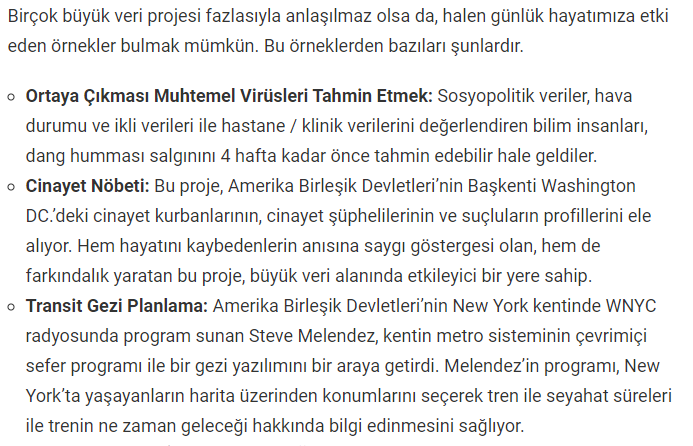 Birçok büyük veri projesi fazlasıyla anlaşılmaz olsa da, halen günlük hayatımıza etki
eden örnekler bulmak mümkün. Bu örneklerden bazıları şunlardır.
Ortaya Çıkması Muhtemel Virüsleri Tahmin Etmek: Sosyopolitik veriler, hava
durumu ve ikli verileri ile hastane / klinik verilerini değerlendiren bilim insanları,
dang humması salgınını 4 hafta kadar önce tahmin edebilir hale geldiler.
Cinayet Nöbeti: Bu proje, Amerika Birleşik Devletleri’nin Başkenti Washington
DC.’deki cinayet kurbanlarının, cinayet şüphelilerinin ve suçluların profillerini ele
alıyor. Hem hayatını kaybedenlerin anısına saygı göstergesi olan, hem de
farkındalık yaratan bu proje, büyük veri alanında etkileyici bir yere sahip.
Transit Gezi Planlama: Amerika Birleşik Devletleri’nin New York kentinde WNYC
radyosunda program sunan Steve Melendez, kentin metro sisteminin çevrimiçi
sefer programı ile bir gezi yazılımını bir araya getirdi. Melendez’in programı, New
York’ta yaşayanların harita üzerinden konumlarını seçerek tren ile seyahat süreleri
ile trenin ne zaman geleceği hakkında bilgi edinmesini sağlıyor.